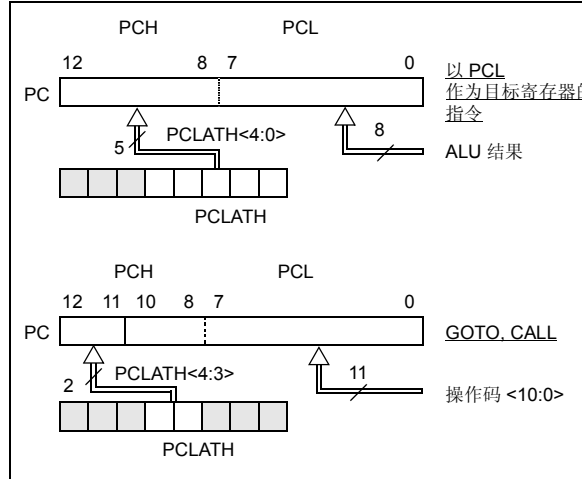 PCH PCL
12 8 7 0
PC
以 PCL
作为目标寄存器的
指令
5 PCLATH<4:0> 8
ALU 结果
PCLATH
PCH PCL
12 11 10 8 7 0
PC GOTO, CALL
2 PCLATH<4:3> 11
操作码 <10:0>
PCLATH